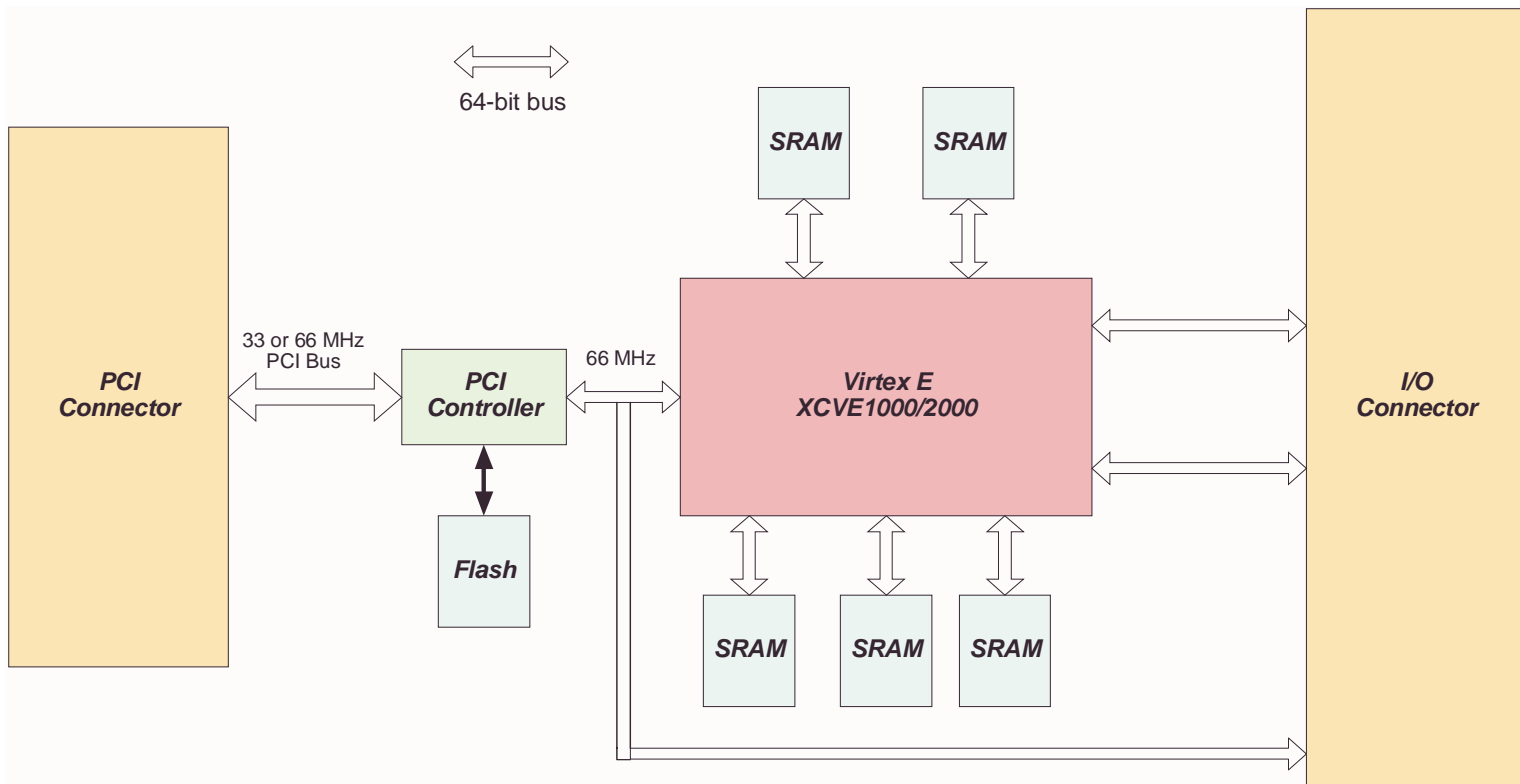 64-bit bus
SRAM
SRAM
33 or 66 MHz
PCI Bus
66 MHz
PCI
Connector
PCI
Controller
Virtex E
XCVE1000/2000
I/O
Connector
Flash
SRAM
SRAM
SRAM